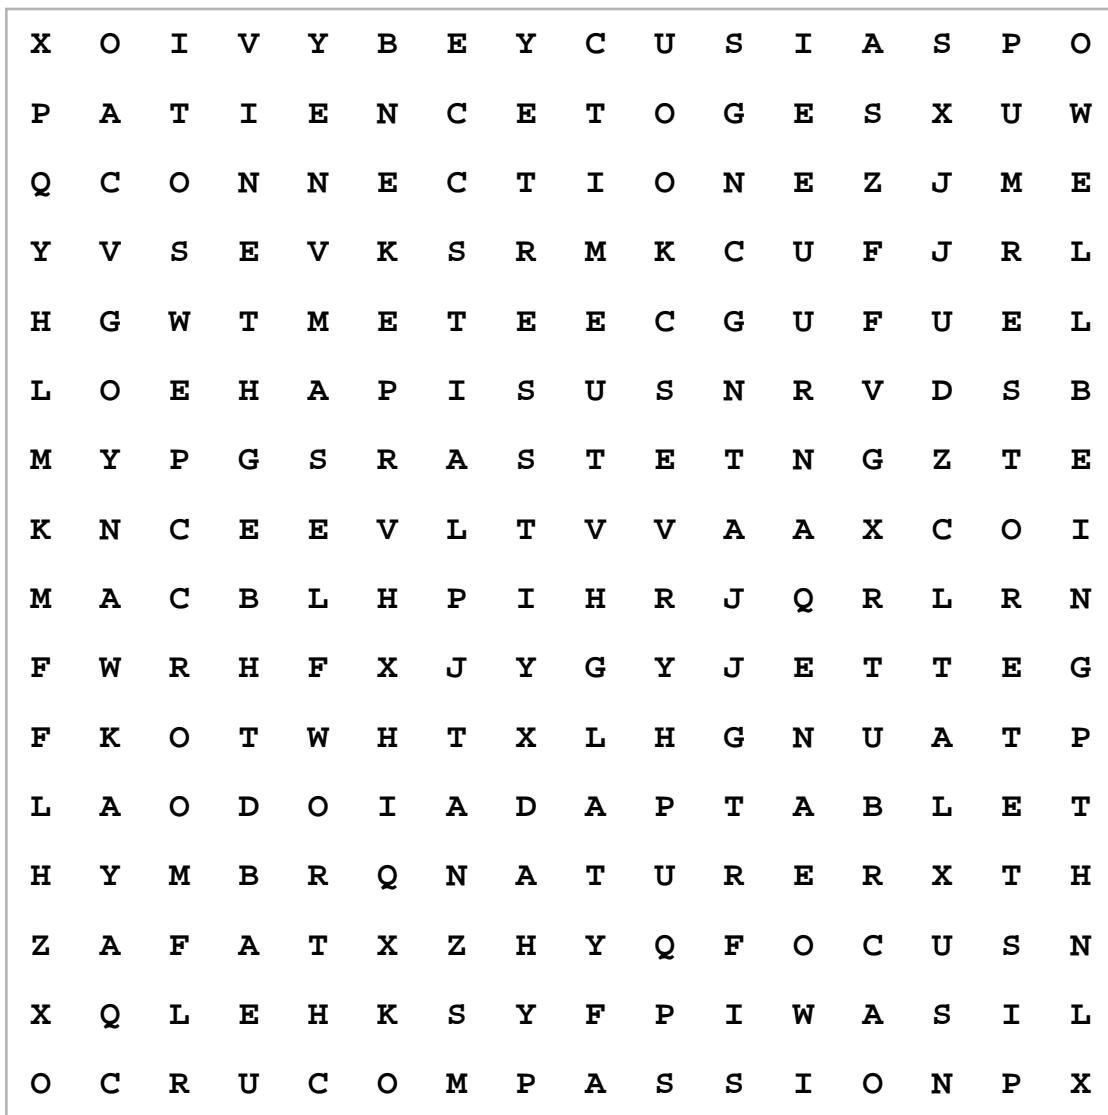 X O I V Y B E Y C U S I A S P O
P A T I E N C E T O G E S X U W
Q C O N N E C T I O N E Z J M E
Y V S E V K S R M K C U F J R L
H G W T M E T E E C G U F U E L
L O E H A P I S U S N R V D S B
M Y P G S R A S T E T N G Z T E
K N C E E V L T V V A A X C O I
M A C B L H P I H R J Q R L R N
F W R H F X J Y G Y J E T T E G
F K O T W H T X L H G N U A T P
L A O D O I A D A P T A B L E T
H Y M B R Q N A T U R E R X T H
Z A F A T X Z H Y Q F O C U S N
X Q L E H K S Y F P I W A S I L
O C R U C O M P A S S I O N P X